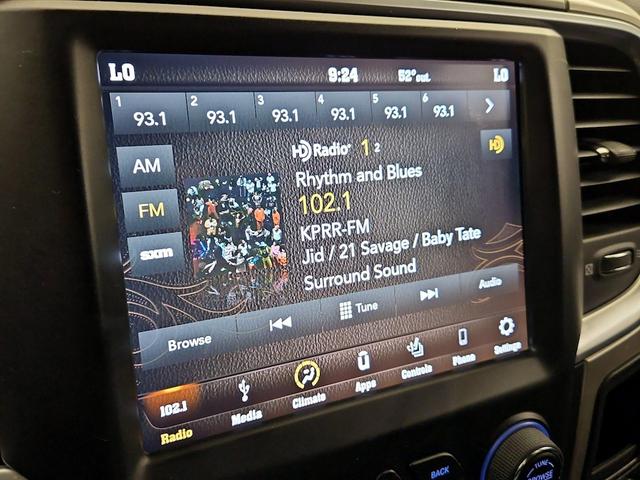 LO 9:24 52°out. LO
1 2 3 4 5 6
93.1 93.1 93.1 93.1 93.1 93.1
HD Radio 1 2
AM
Rhythm and Blues
FM
102.1
KPRR-FM
sxm
Jid / 21 Savage / Baby Tate
Surround Sound
Browse Tune Audio
102.1
Radio Media Climate Apps Controls Phone Settings
BACK
TUNE
BROWSE